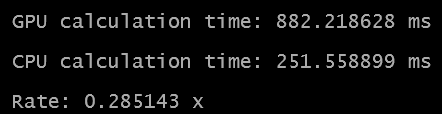 GPU calculation time: 882.218628 ms
CPU calculation time: 251.558899 ms
Rate: 0.285143 x